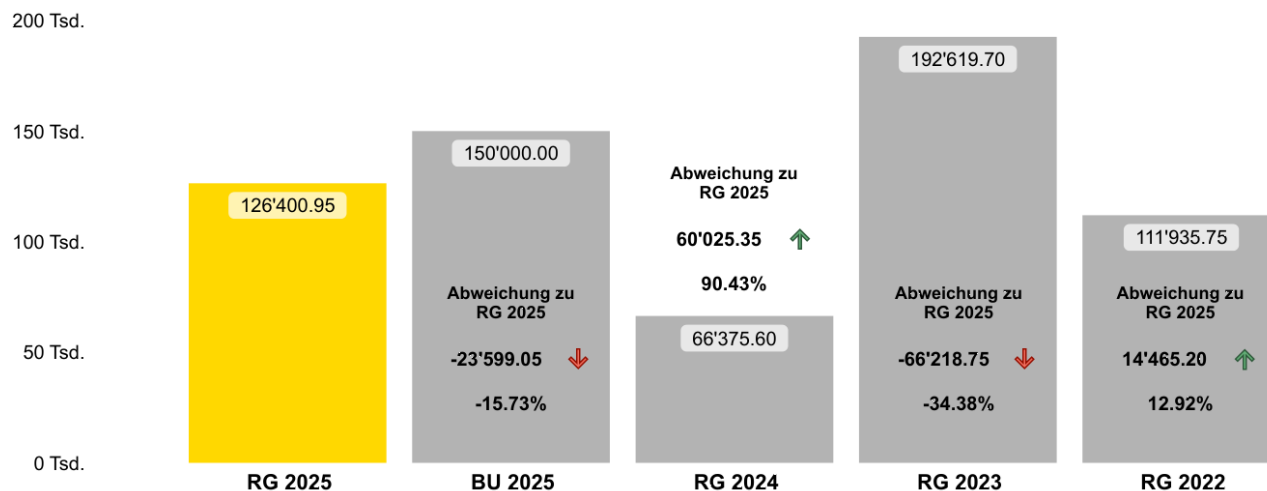 200 Tsd.
150 Tsd.
100 Tsd.
50 Tsd.
0 Tsd.
126'400.95
RG 2025
150'000.00
Abweichung zu
RG 2025
-23'599.05
-15.73%
BU 2025
Abweichung zu
RG 2025
60'025.35
90.43%
66'375.60
RG 2024
192'619.70
Abweichung zu
RG 2025
-66'218.75
-34.38%
RG 2023
111'935.75
Abweichung zu
RG 2025
14'465.20
12.92%
RG 2022